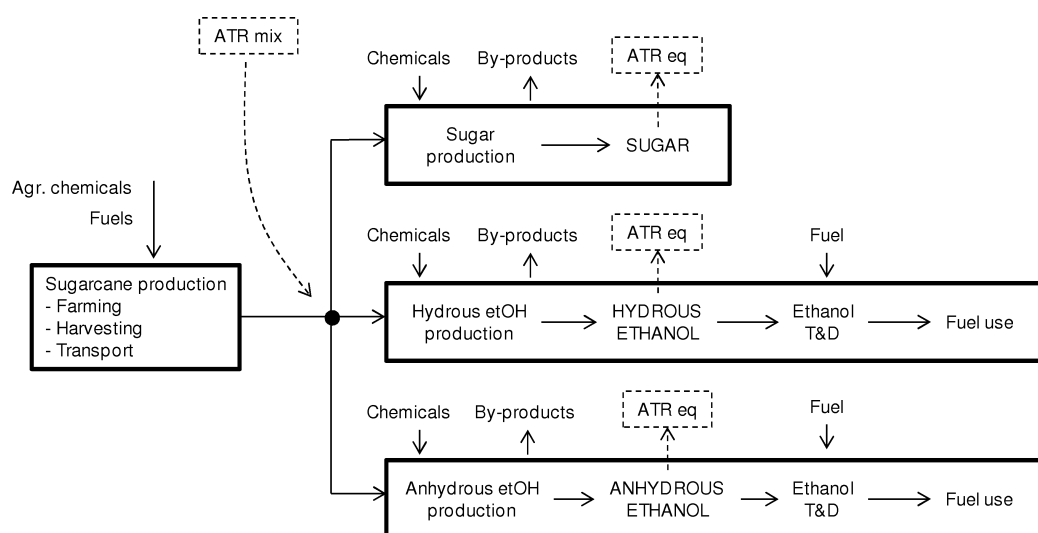 ATR mix
Chemicals
By-products
ATR eq
Sugar
production
SUGAR
Agr. chemicals
Fuels
Sugarcane production
- Farming
- Harvesting
- Transport
Chemicals
By-products
ATR eq
Fuel
Hydrous etOH
production
HYDROUS
ETHANOL
Ethanol
T&D
Fuel use
Chemicals
By-products
ATR eq
Fuel
Anhydrous etOH
production
ANHYDROUS
ETHANOL
Ethanol
T&D
Fuel use